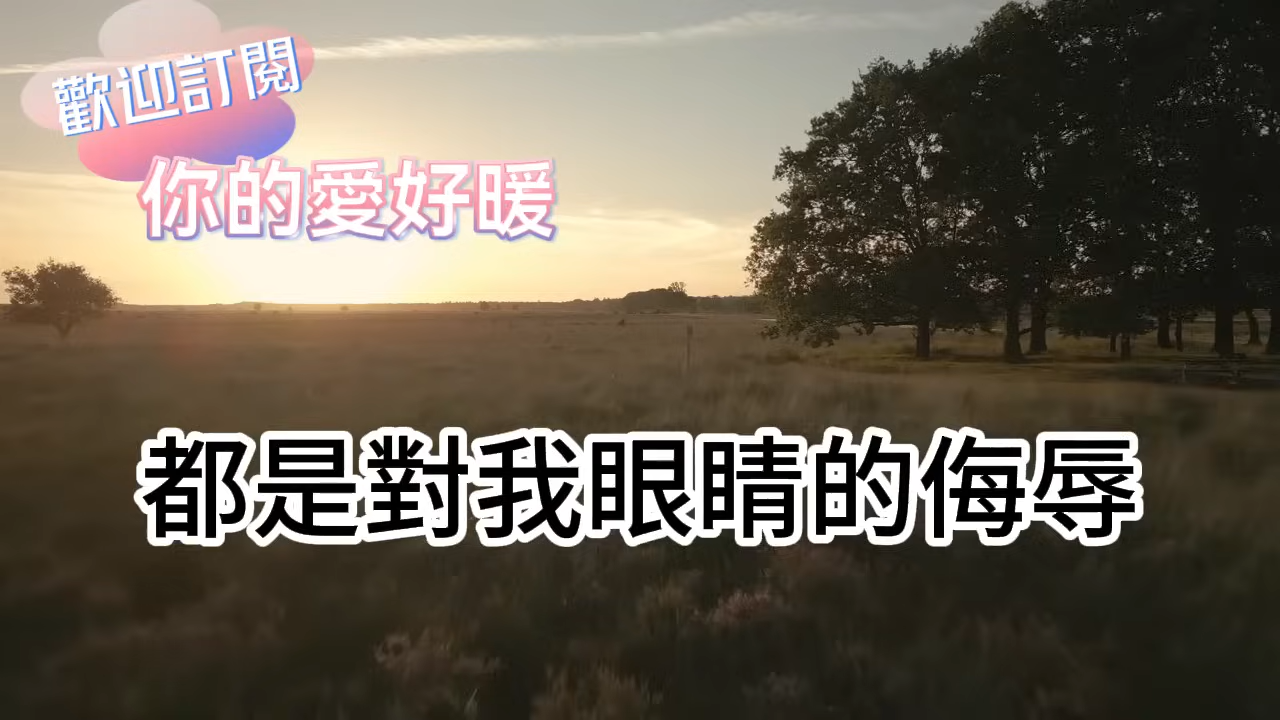 歡迎訂閱
你的愛好暖
都是對我眼睛的侮辱